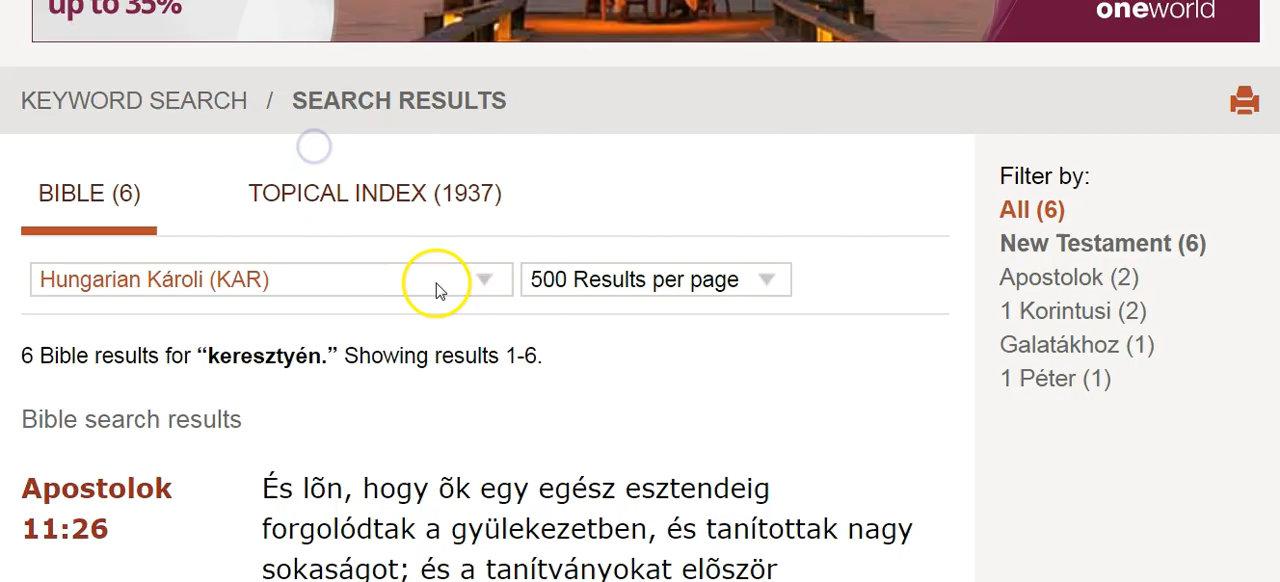 up to 35%
oneworld
KEYWORD SEARCH / SEARCH RESULTS
BIBLE (6)
TOPICAL INDEX (1937)
Hungarian Károli (KAR)
500 Results per page
6 Bible results for “keresztyén.” Showing results 1-6.
Bible search results
Apostolok
11:26
És lõn, hogy õk egy egész esztendeig
forgolódtak a gyülekezetben, és tanítottak nagy
sokaságot; és a tanítványokat elõször
Filter by:
All (6)
New Testament (6)
Apostolok (2)
1 Korintusi (2)
Galatákhoz (1)
1 Péter (1)